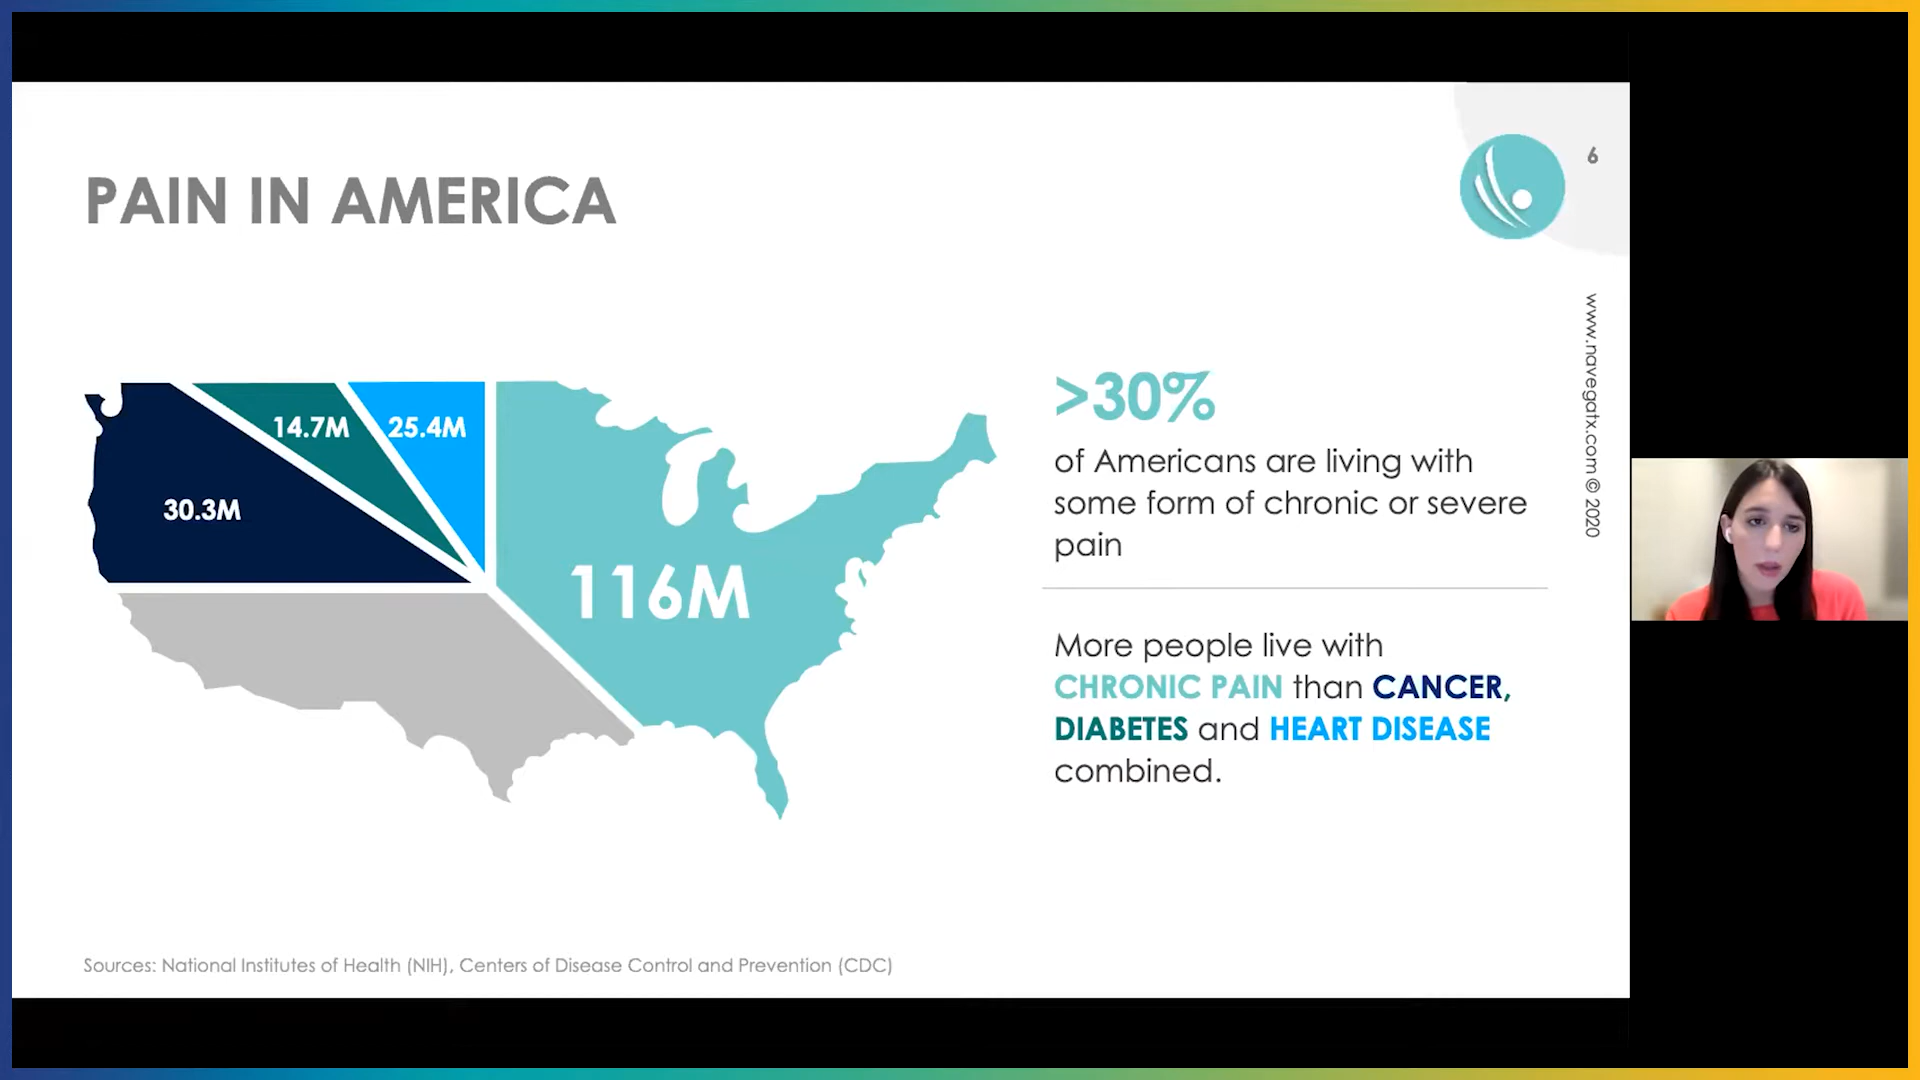 PAIN IN AMERICA
6
www.navegatx.com © 2020
14.7M
25.4M
30.3M
116M
>30%
of Americans are living with
some form of chronic or severe
pain
More people live with
CHRONIC PAIN than CANCER,
DIABETES and HEART DISEASE
combined.
Sources: National Institutes of Health (NIH), Centers of Disease Control and Prevention (CDC)